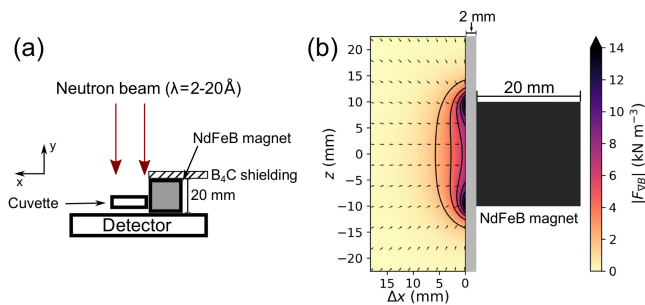 (a)
Neutron beam (λ=2-20Å)
NdFeB magnet
y
x
B₄C shielding
20 mm
Cuvette
Detector
(b)
2 mm
20 mm
NdFeB magnet
z (mm)
20
15
10
5
0
−5
−10
−15
−20
15 10 5 0
Δx (mm)
14
12
10
8
6
4
2
0
|F∇B| (kN m⁻³)